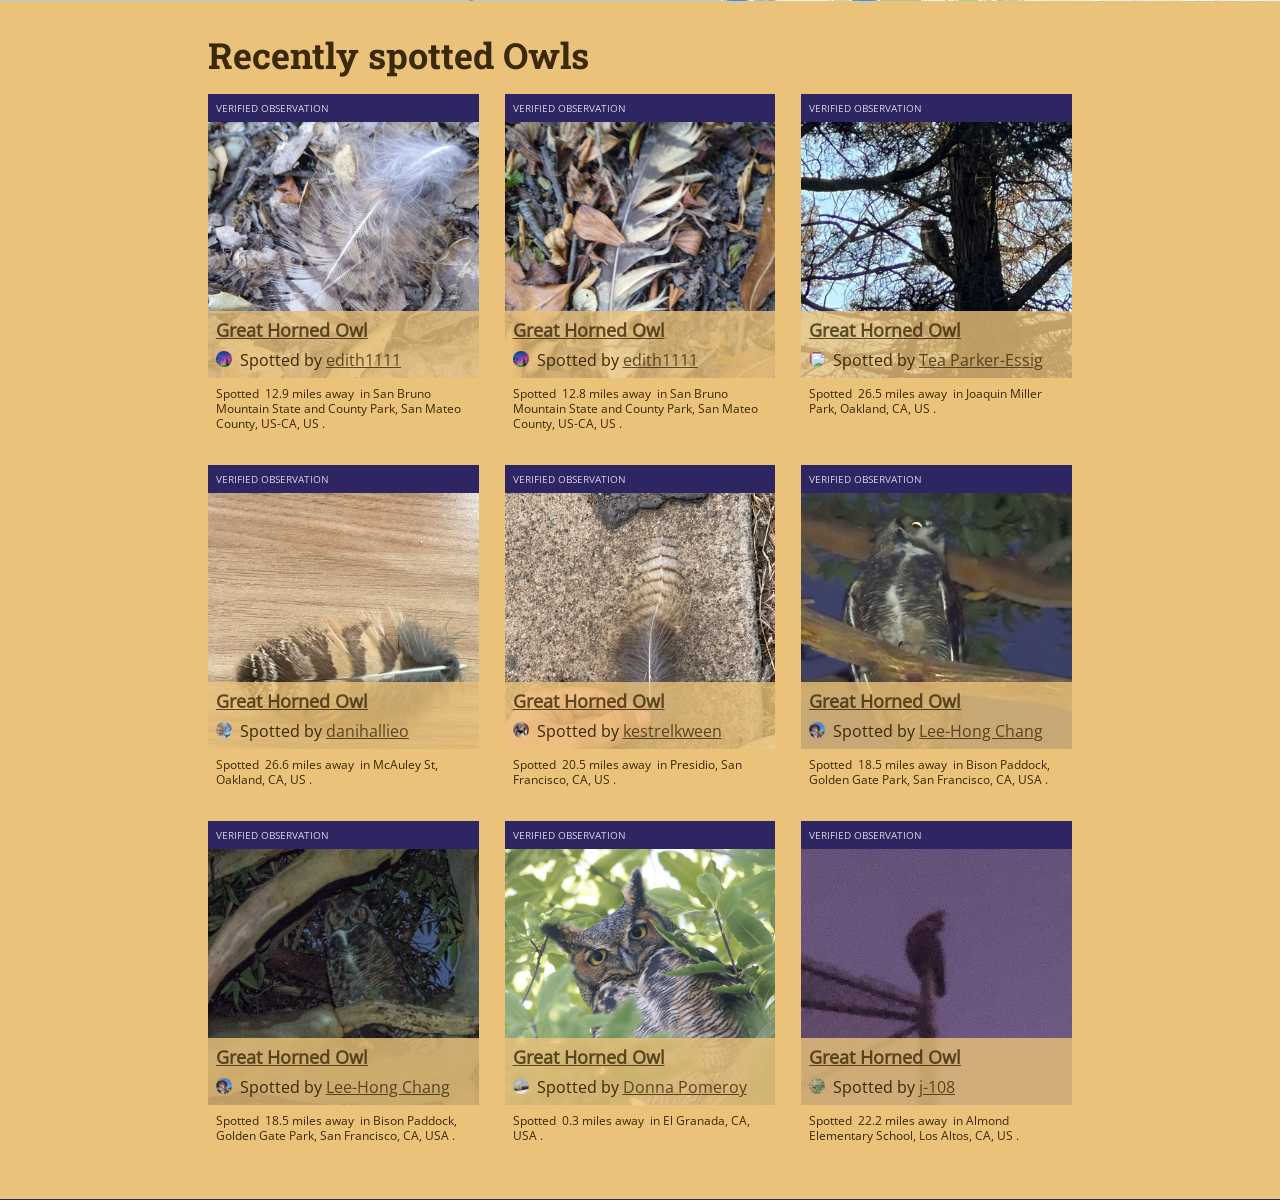 Recently spotted Owls
VERIFIED OBSERVATION
Great Horned Owl
Spotted by edith1111
Spotted 12.9 miles away in San Bruno
Mountain State and County Park, San Mateo
County, US-CA, US .
VERIFIED OBSERVATION
Great Horned Owl
Spotted by edith1111
Spotted 12.8 miles away in San Bruno
Mountain State and County Park, San Mateo
County, US-CA, US .
VERIFIED OBSERVATION
Great Horned Owl
Spotted by Tea Parker-Essig
Spotted 26.5 miles away in Joaquin Miller
Park, Oakland, CA, US .
VERIFIED OBSERVATION
Great Horned Owl
Spotted by danihallieo
Spotted 26.6 miles away in McAuley St,
Oakland, CA, US .
VERIFIED OBSERVATION
Great Horned Owl
Spotted by kestrelkween
Spotted 20.5 miles away in Presidio, San
Francisco, CA, US .
VERIFIED OBSERVATION
Great Horned Owl
Spotted by Lee-Hong Chang
Spotted 18.5 miles away in Bison Paddock,
Golden Gate Park, San Francisco, CA, USA .
VERIFIED OBSERVATION
Great Horned Owl
Spotted by Lee-Hong Chang
Spotted 18.5 miles away in Bison Paddock,
Golden Gate Park, San Francisco, CA, USA .
VERIFIED OBSERVATION
Great Horned Owl
Spotted by Donna Pomeroy
Spotted 0.3 miles away in El Granada, CA,
USA .
VERIFIED OBSERVATION
Great Horned Owl
Spotted by j-108
Spotted 22.2 miles away in Almond
Elementary School, Los Altos, CA, US .